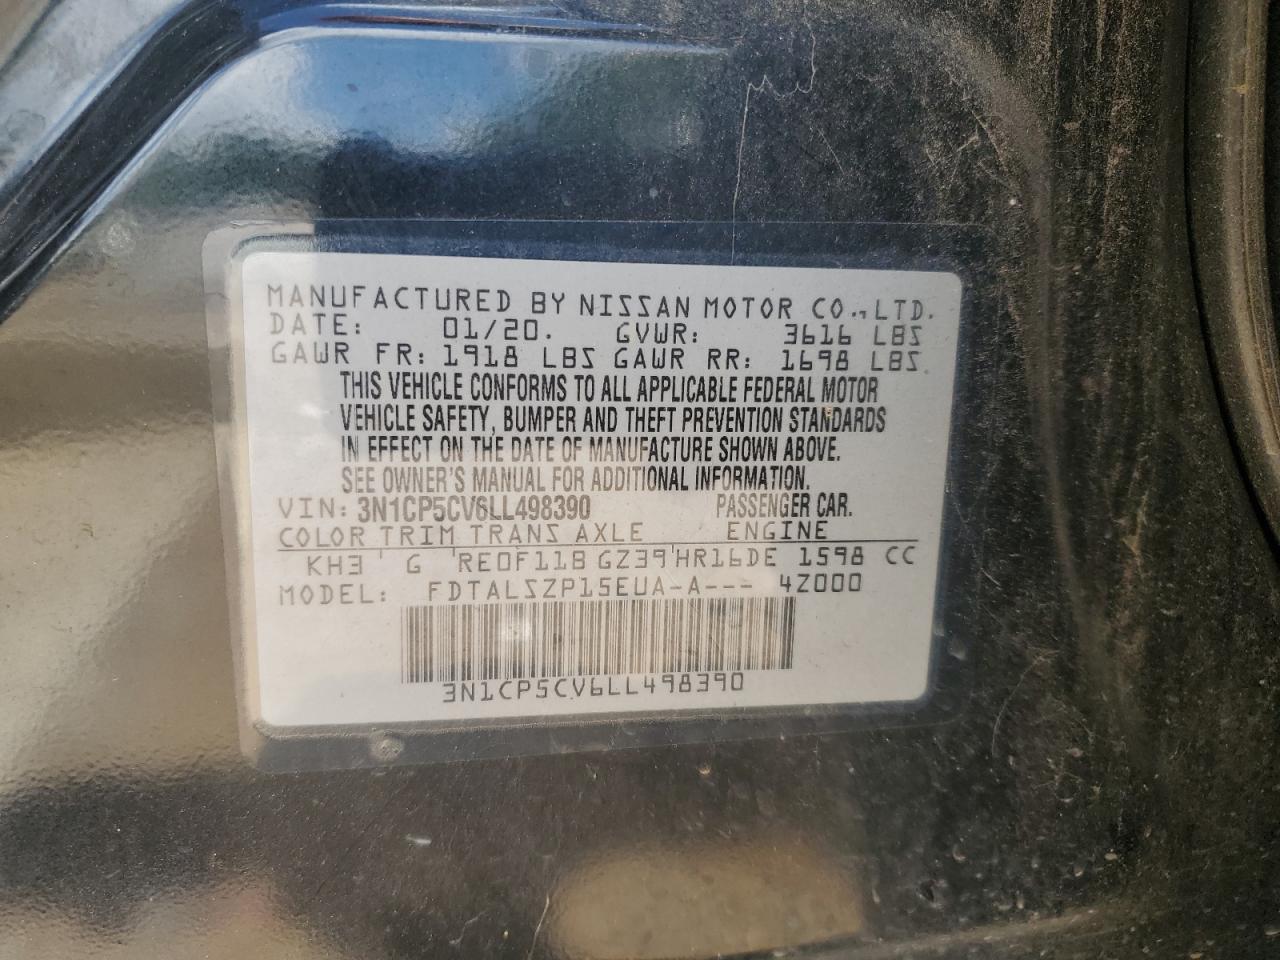 MANUFACTURED BY NISSAN MOTOR CO., LTD.
DATE: 01/20. GVWR: 3616 LBS
GAWR FR: 1918 LBS GAWR RR: 1698 LBS.
THIS VEHICLE CONFORMS TO ALL APPLICABLE FEDERAL MOTOR
VEHICLE SAFETY, BUMPER AND THEFT PREVENTION STANDARDS
IN EFFECT ON THE DATE OF MANUFACTURE SHOWN ABOVE.
SEE OWNER'S MANUAL FOR ADDITIONAL INFORMATION.
VIN: 3N1CP5CV6LL498390 PASSENGER CAR.
COLOR TRIM TRANS AXLE ENGINE
KH3 G RE0F11B GZ39 HR16DE 1598 CC
MODEL: FDTALSZP15EUA-A--- 4Z000
3N1CP5CV6LL498390